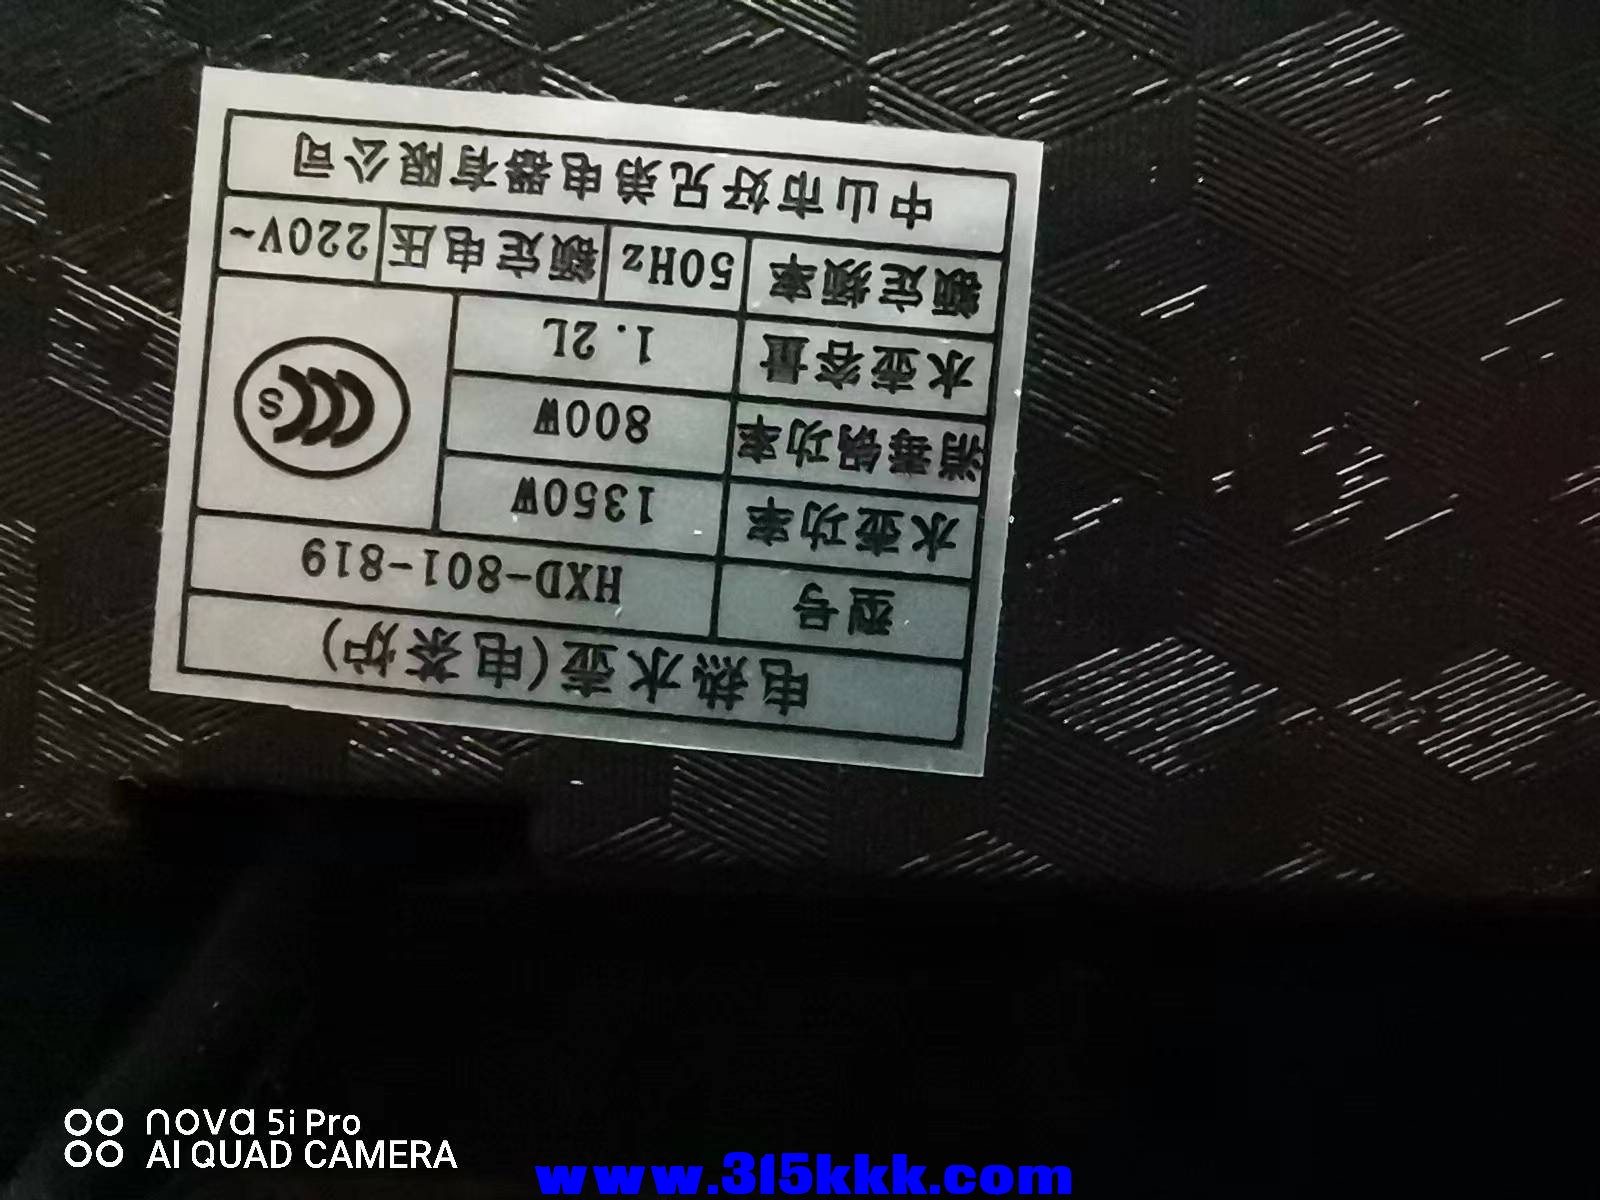 电热水壶(电茶炉)
型号 HXD-801-819
水壶功率 1350W
消毒锅功率 800W
水壶容量 1.2L
CCCS
额定频率 50Hz 额定电压 220V~
中山市好兄弟电器有限公司
nova 5i Pro
AI QUAD CAMERA
www.315kkk.com